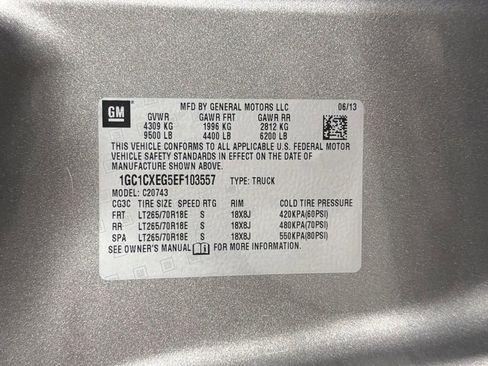 GM
MFD BY GENERAL MOTORS LLC 06/13
GVWR GAWR FRT GAWR RR
4309 KG 1996 KG 2812 KG
9500 LB 4400 LB 6200 LB
THIS VEHICLE CONFORMS TO ALL APPLICABLE U.S. FEDERAL MOTOR
VEHICLE SAFETY STANDARDS IN EFFECT ON THE DATE OF
MANUFACTURE SHOWN ABOVE.
1GC1CXEG5EF103557 TYPE: TRUCK
MODEL: C20743
CG3C TIRE SIZE SPEED RTG RIM COLD TIRE PRESSURE
FRT LT265/70R18E S 18X8J 420KPA(60PSI)
RR LT265/70R18E S 18X8J 480KPA(70PSI)
SPA LT265/70R18E S 18X8J 550KPA(80PSI)
SEE OWNER'S MANUAL FOR MORE INFORMATION.